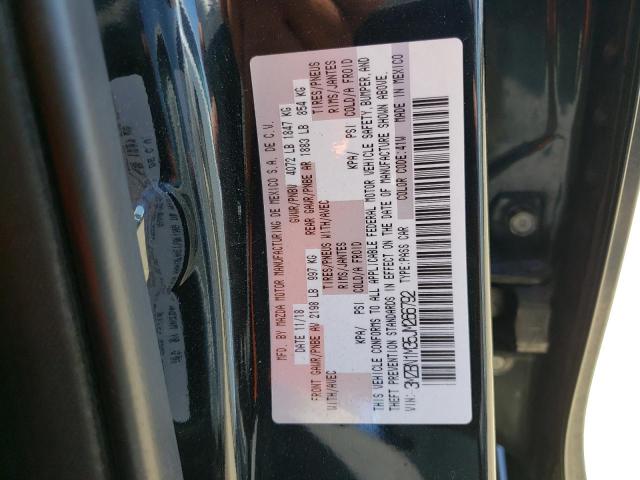 MFD. BY MAZDA MOTOR MANUFACTURING DE MEXICO S.A. DE C.V.
DATE 11/18 GVWR/PNBV 4072 LB 1847 KG
FRONT GAWR/PNBE AV 2198 LB 997 KG REAR GAWR/PNBE AR 1883 LB 854 KG
WITH/AVEC TIRES/PNEUS WITH/AVEC TIRES/PNEUS
RIMS/JANTES RIMS/JANTES
KPA/ PSI COLD/A FROID KPA/ PSI COLD/A FROID
THIS VEHICLE CONFORMS TO ALL APPLICABLE FEDERAL MOTOR VEHICLE SAFETY, BUMPER, AND
THEFT PREVENTION STANDARDS IN EFFECT ON THE DATE OF MANUFACTURE SHOWN ABOVE.
VIN: 3MZBN1M35JM266792 TYPE:PASS CAR COLOR CODE:41W MADE IN MEXICO